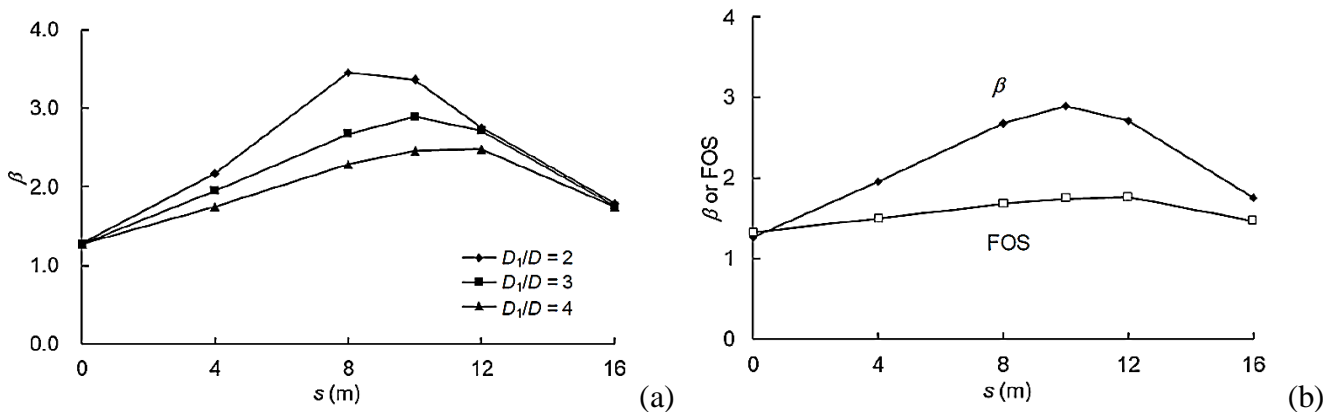 4.0
3.0
2.0
1.0
0.0
β
0
4
8
12
16
s (m)
D₁/D = 2
D₁/D = 3
D₁/D = 4
(a)
4
3
2
1
0
β or FOS
β
FOS
0
4
8
12
16
s (m)
(b)